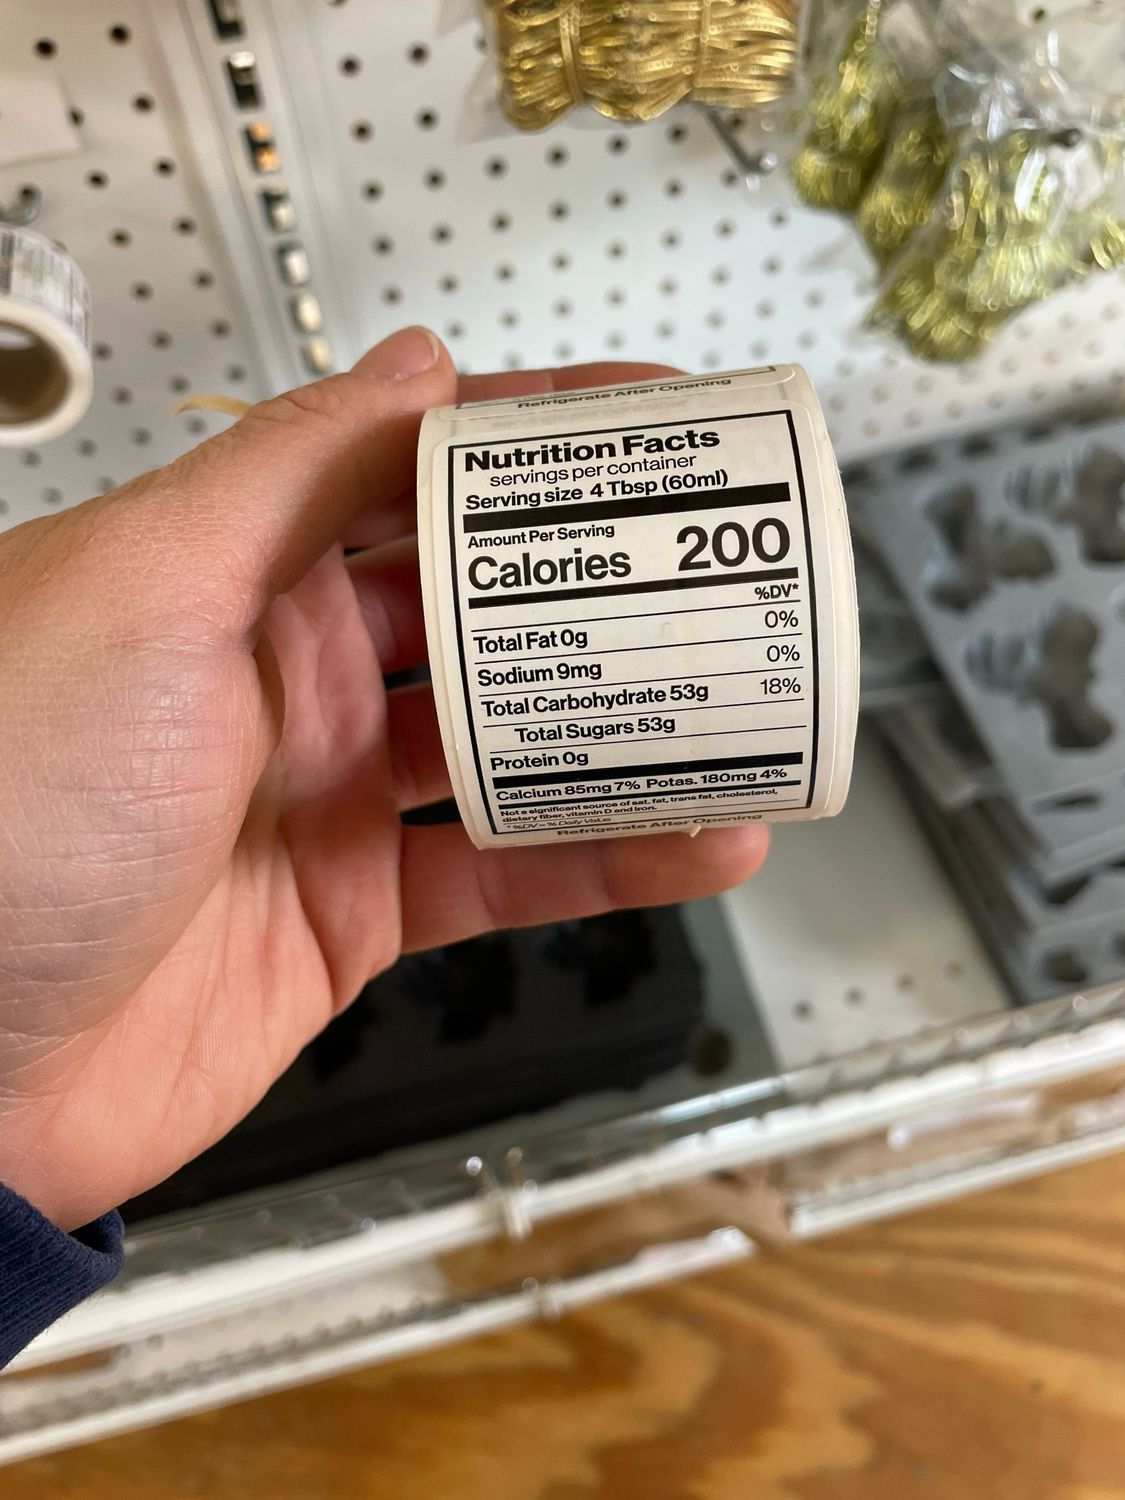 Refrigerate After Opening
Nutrition Facts
servings per container
Serving size 4 Tbsp (60ml)
Amount Per Serving
Calories 200
%DV*
Total Fat 0g 0%
Sodium 9mg 0%
Total Carbohydrate 53g 18%
Total Sugars 53g
Protein 0g
Calcium 85mg 7% Potas. 180mg 4%
Not a significant source of sat. fat, trans fat, cholesterol,
dietary fiber, vitamin D and iron.
*%DV = % Daily Value
Refrigerate After Opening